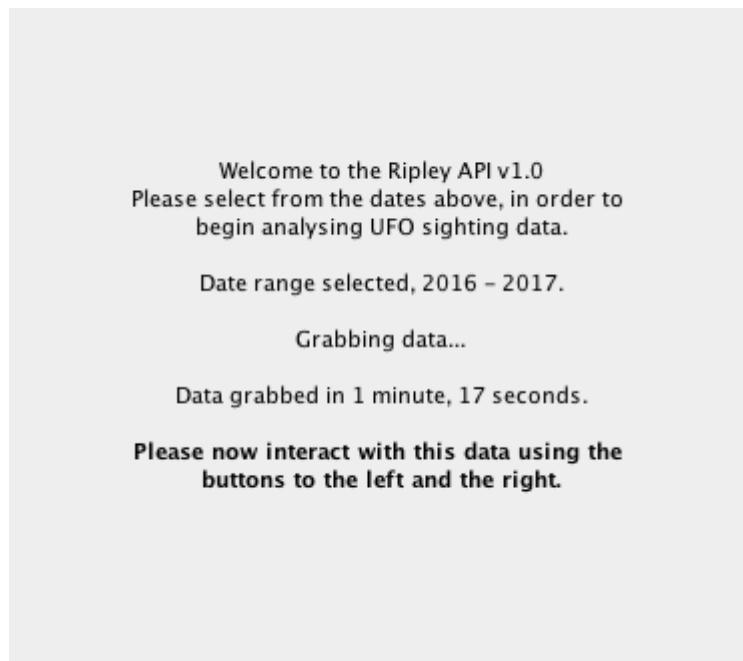 Welcome to the Ripley API v1.0
Please select from the dates above, in order to
begin analysing UFO sighting data.
Date range selected, 2016 - 2017.
Grabbing data...
Data grabbed in 1 minute, 17 seconds.
Please now interact with this data using the
buttons to the left and the right.